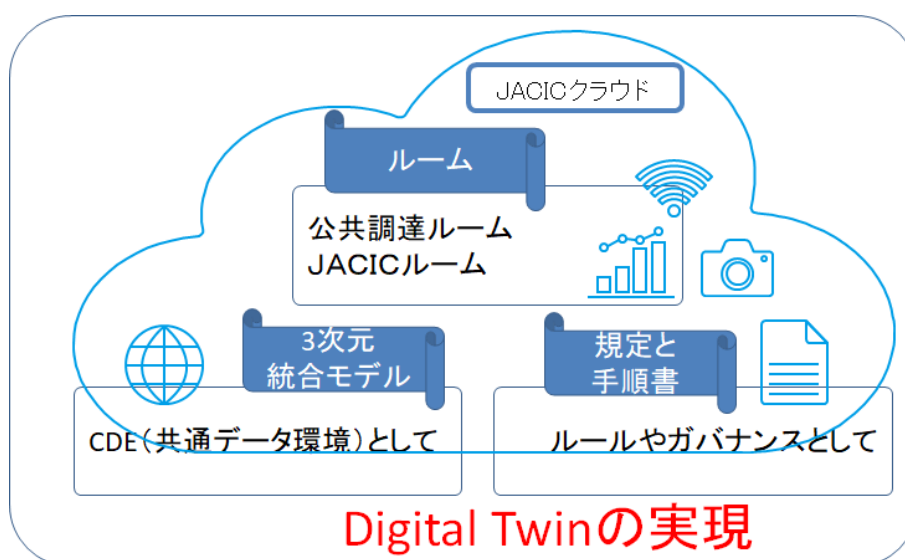 JACICクラウド
ルーム
公共調達ルーム
JACICルーム
3次元
統合モデル
CDE（共通データ環境）として
規定と
手順書
ルールやガバナンスとして
Digital Twinの実現